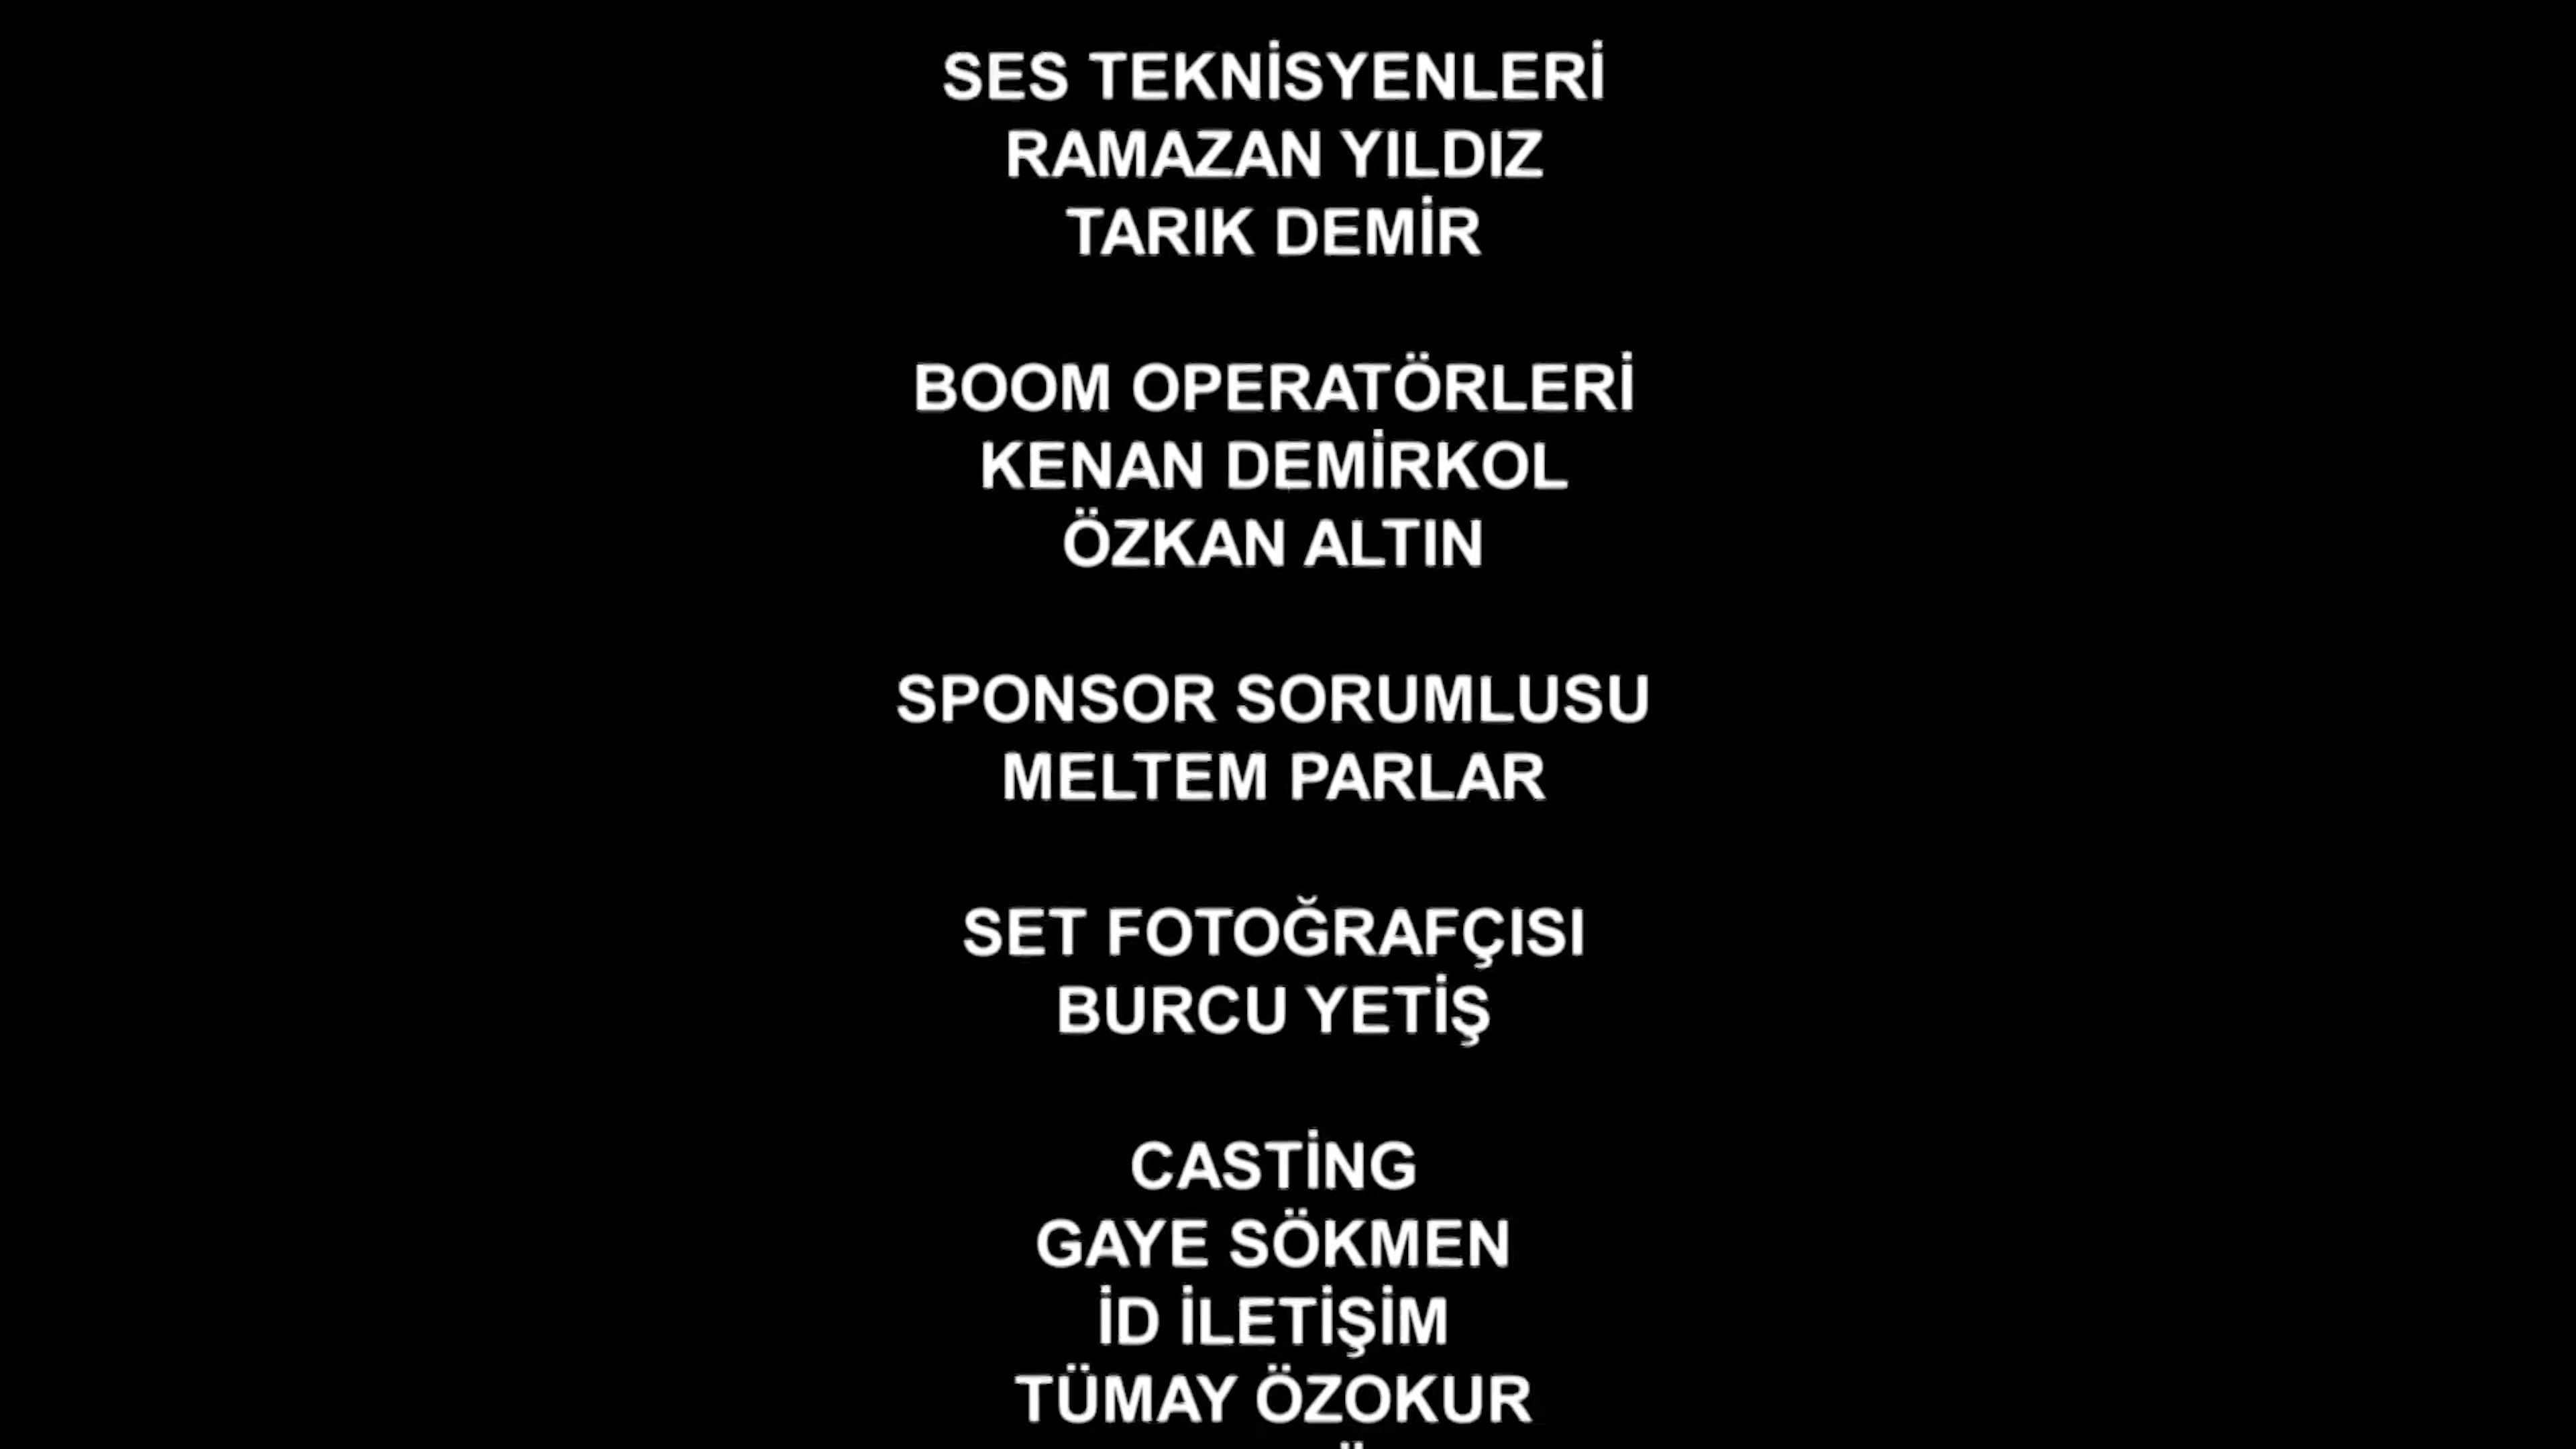 SES TEKNİSYENLERİ
RAMAZAN YILDIZ
TARIK DEMİR
BOOM OPERATÖRLERİ
KENAN DEMİRKOL
ÖZKAN ALTIN
SPONSOR SORUMLUSU
MELTEM PARLAR
SET FOTOĞRAFÇISI
BURCU YETİŞ
CASTİNG
GAYE SÖKMEN
İD İLETİŞİM
TÜMAY ÖZOKUR